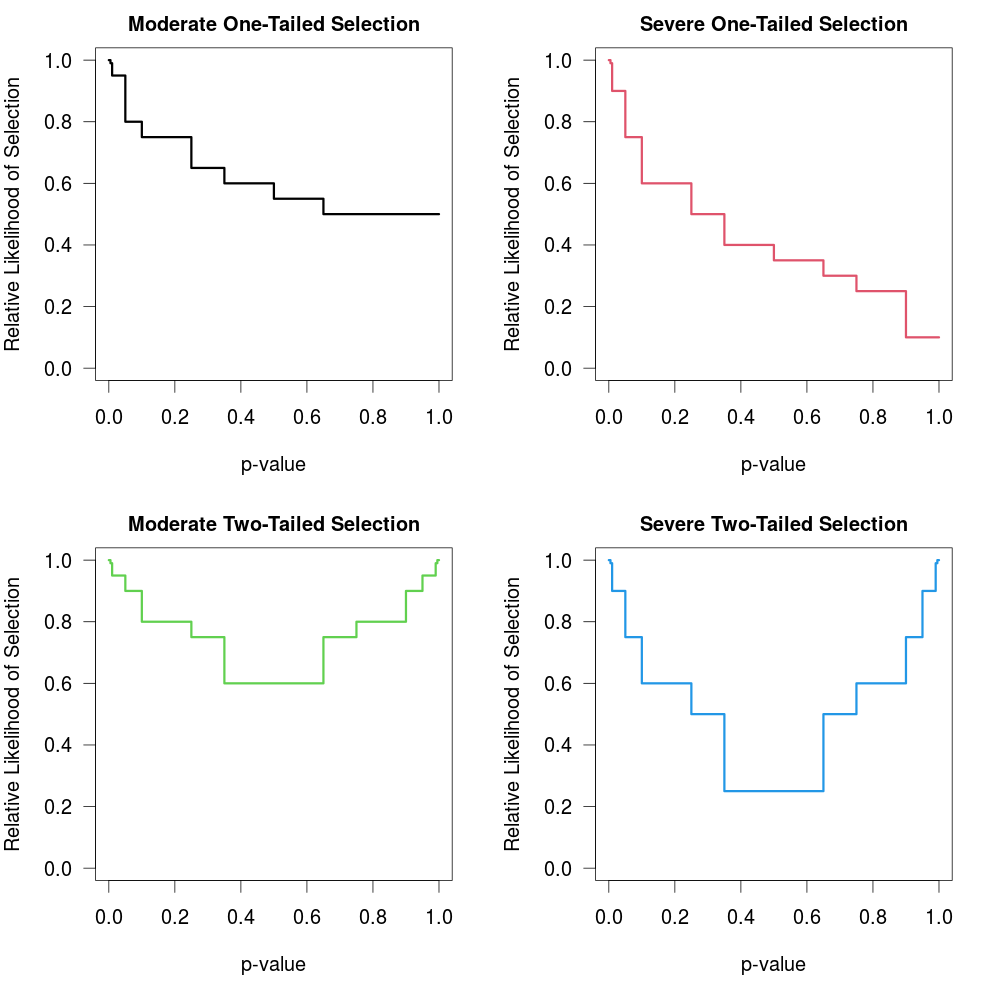 Moderate One-Tailed Selection
Relative Likelihood of Selection
1.0
0.8
0.6
0.4
0.2
0.0
0.0 0.2 0.4 0.6 0.8 1.0
p-value
Severe One-Tailed Selection
Relative Likelihood of Selection
1.0
0.8
0.6
0.4
0.2
0.0
0.0 0.2 0.4 0.6 0.8 1.0
p-value
Moderate Two-Tailed Selection
Relative Likelihood of Selection
1.0
0.8
0.6
0.4
0.2
0.0
0.0 0.2 0.4 0.6 0.8 1.0
p-value
Severe Two-Tailed Selection
Relative Likelihood of Selection
1.0
0.8
0.6
0.4
0.2
0.0
0.0 0.2 0.4 0.6 0.8 1.0
p-value